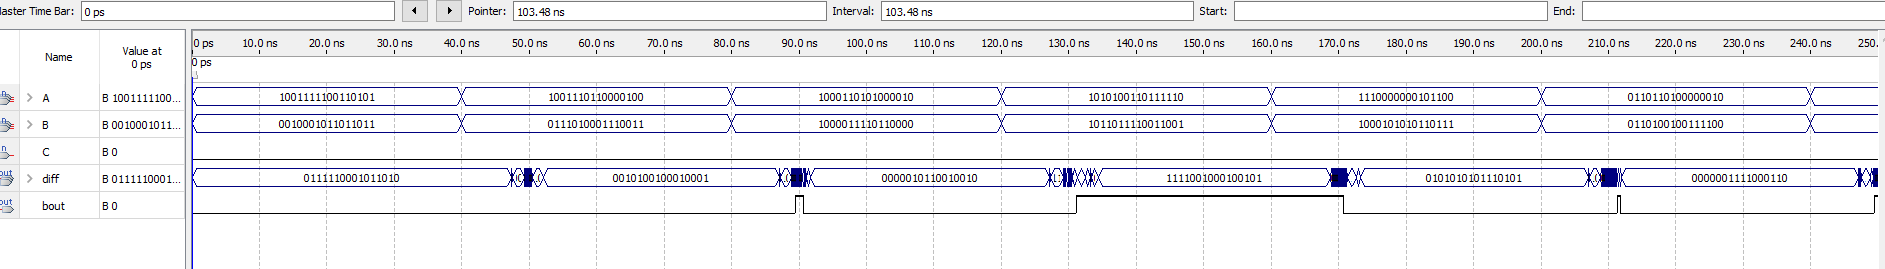 Master Time Bar: 0 ps Pointer: 103.48 ns Interval: 103.48 ns Start: End:
Name Value at 0 ps
0 ps 10.0 ns 20.0 ns 30.0 ns 40.0 ns 50.0 ns 60.0 ns 70.0 ns 80.0 ns 90.0 ns 100.0 ns 110.0 ns 120.0 ns 130.0 ns 140.0 ns 150.0 ns 160.0 ns 170.0 ns 180.0 ns 190.0 ns 200.0 ns 210.0 ns 220.0 ns 230.0 ns 240.0 ns 250.
0 ps
A B 1001111100... 1001111100110101 1001110110000100 1000110101000010 1010100110111110 1110000000101100 0110110100000010
B B 0010001011... 0010001011011011 0111010001110011 1000011110110000 1011011110011001 1000101010110111 0110100100111100
C B 0
diff B 0111110001... 0111110001011010 0010100100010001 0000010110010010 1111001000100101 0101010101110101 0000001111000110
bout B 0